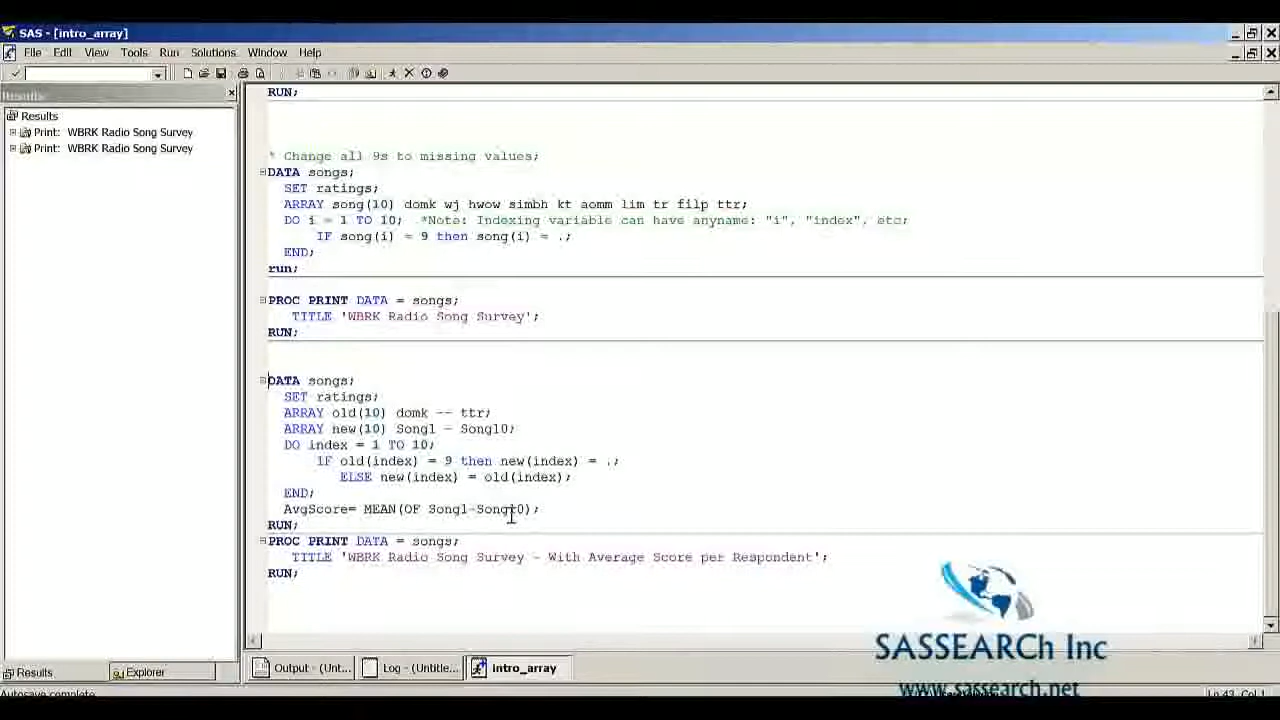 SAS - [intro_array]
File Edit View Tools Run Solutions Window Help
Results
Results
Print: WBRK Radio Song Survey
Print: WBRK Radio Song Survey
RUN;
* Change all 9s to missing values;
DATA songs;
SET ratings;
ARRAY song(10) domk wj hwow simbh kt aomm lim tr filp ttr;
DO i = 1 TO 10; *Note: Indexing variable can have anyname: "i", "index", etc;
IF song(i) = 9 then song(i) = .;
END;
run;
PROC PRINT DATA = songs;
TITLE 'WBRK Radio Song Survey';
RUN;
DATA songs;
SET ratings;
ARRAY old(10) domk -- ttr;
ARRAY new(10) Song1 - Song10;
DO index = 1 TO 10;
IF old(index) = 9 then new(index) = .;
ELSE new(index) = old(index);
END;
AvgScore= MEAN(OF Song1-Song10);
RUN;
PROC PRINT DATA = songs;
TITLE 'WBRK Radio Song Survey - With Average Score per Respondent';
RUN;
SASSEARCh Inc
www.sassearch.net
Results Explorer Output - (Unt... Log - (Untitle... intro_array
Autosave complete Ln 43, Col 1